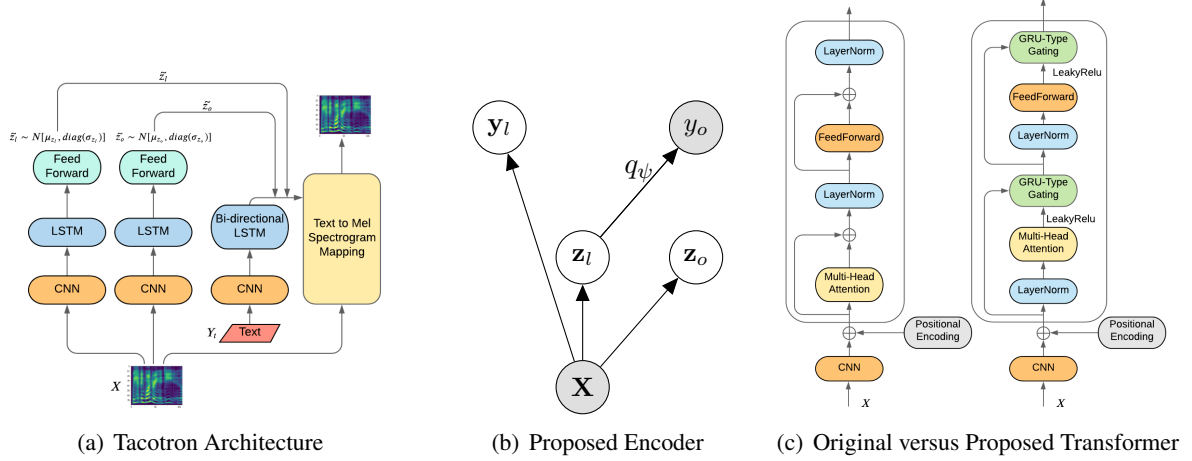 z̃_l
z̃_o
z̃_l ∼ N[μ_{z_l}, diag(σ_{z_l})]
z̃_o ∼ N[μ_{z_o}, diag(σ_{z_o})]
Feed
Forward
Feed
Forward
LSTM
LSTM
Bi-directional
LSTM
Text to Mel
Spectrogram
Mapping
CNN
CNN
CNN
Y_t
Text
X
(a) Tacotron Architecture
y_l
y_o
q_ψ
z_l
z_o
X
(b) Proposed Encoder
LayerNorm
FeedForward
LayerNorm
Multi-Head
Attention
Positional
Encoding
CNN
X
GRU-Type
Gating
LeakyRelu
FeedForward
LayerNorm
GRU-Type
Gating
LeakyRelu
Multi-Head
Attention
LayerNorm
Positional
Encoding
CNN
X
(c) Original versus Proposed Transformer